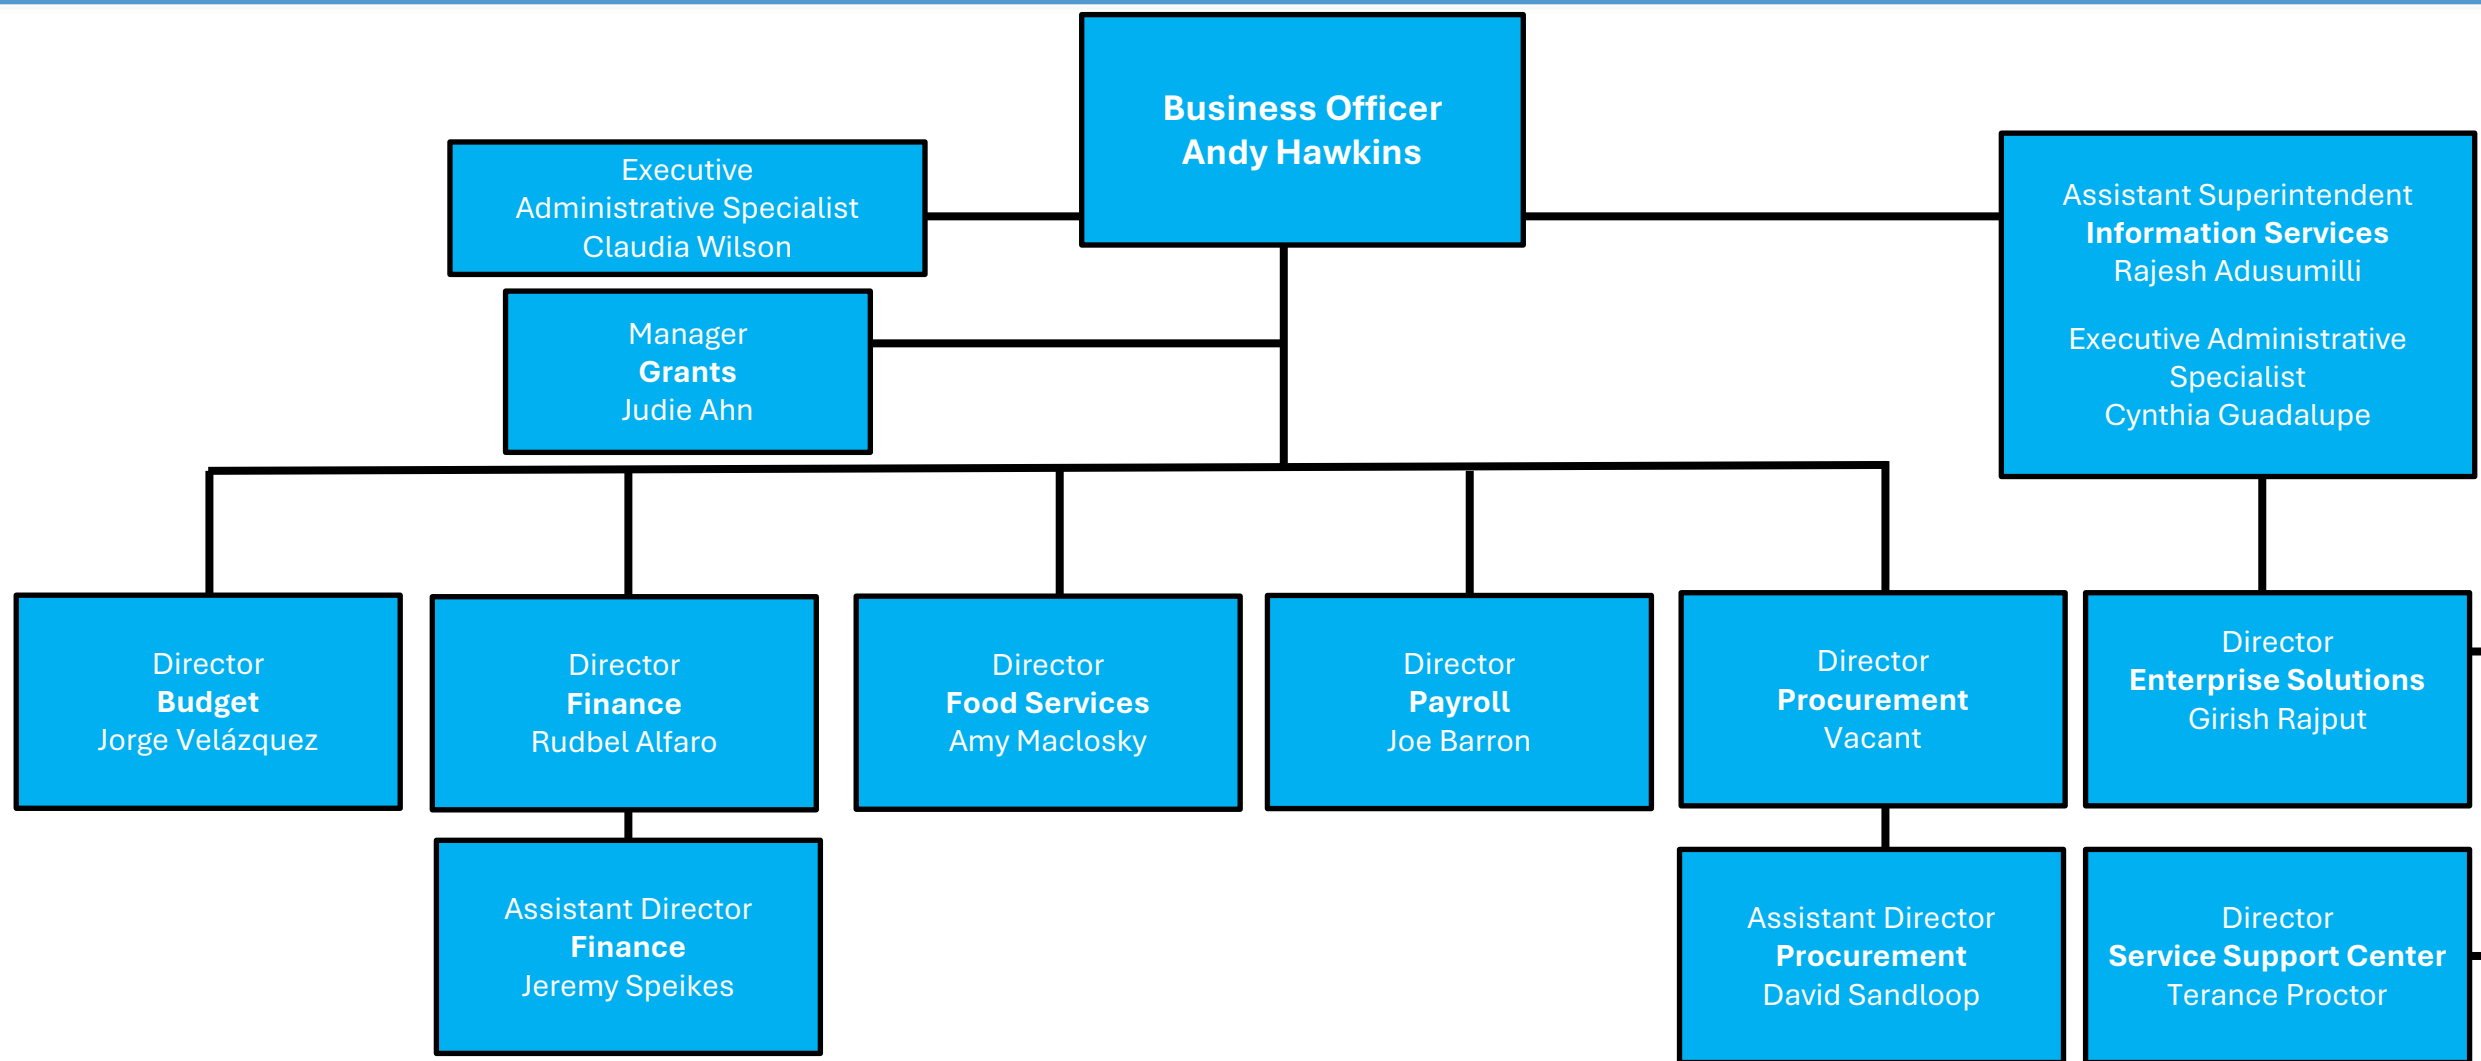 Business Officer
Andy Hawkins
Executive
Administrative Specialist
Claudia Wilson
Assistant Superintendent
Information Services
Rajesh Adusumilli
Executive Administrative
Specialist
Cynthia Guadalupe
Manager
Grants
Judie Ahn
Director
Budget
Jorge Velázquez
Director
Finance
Rudbel Alfaro
Director
Food Services
Amy Maclosky
Director
Payroll
Joe Barron
Director
Procurement
Vacant
Director
Enterprise Solutions
Girish Rajput
Assistant Director
Finance
Jeremy Speikes
Assistant Director
Procurement
David Sandloop
Director
Service Support Center
Terance Proctor